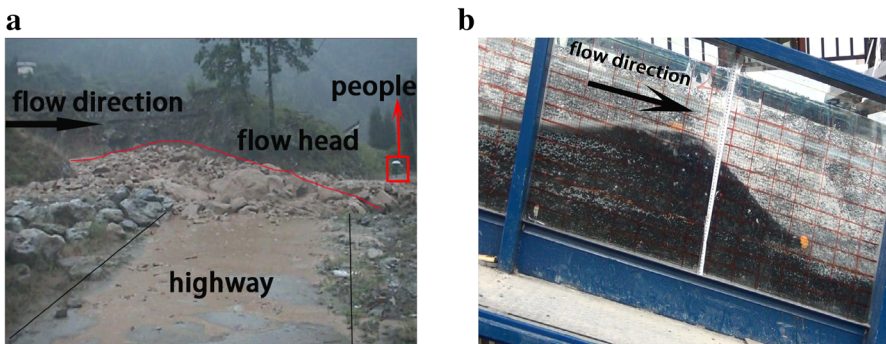 a
people
flow direction
flow head
highway
b
flow direction